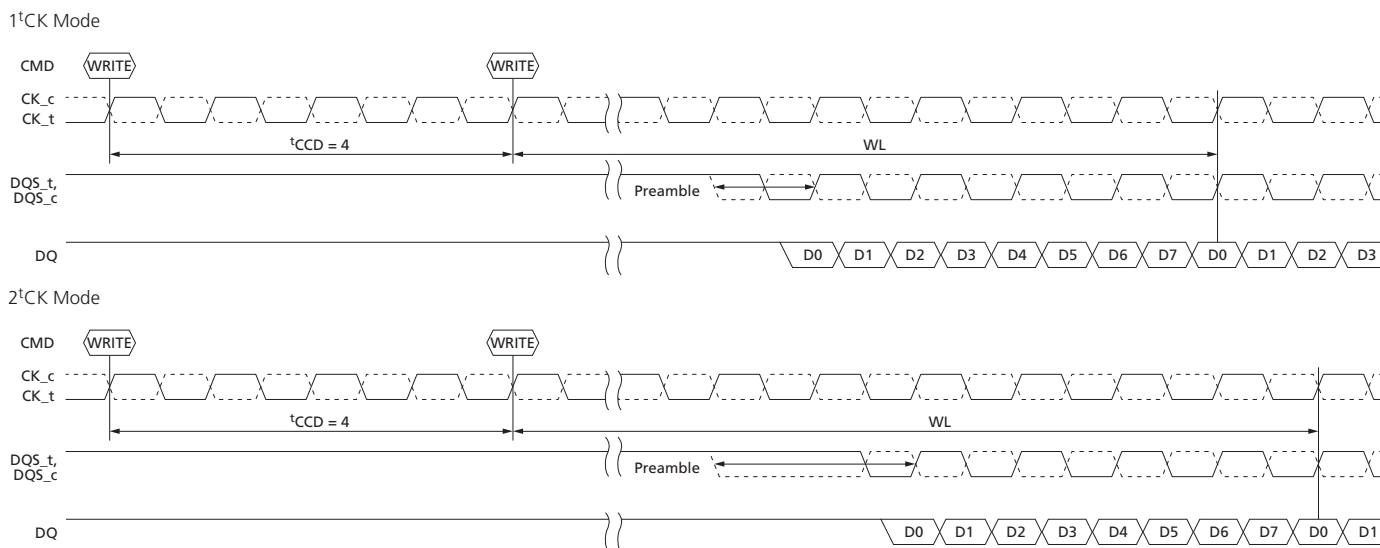 1tCK Mode
CMD WRITE WRITE
CK_c
CK_t
tCCD = 4 WL
DQS_t,
DQS_c
Preamble
DQ D0 D1 D2 D3 D4 D5 D6 D7 D0 D1 D2 D3
2tCK Mode
CMD WRITE WRITE
CK_c
CK_t
tCCD = 4 WL
DQS_t,
DQS_c
Preamble
DQ D0 D1 D2 D3 D4 D5 D6 D7 D0 D1